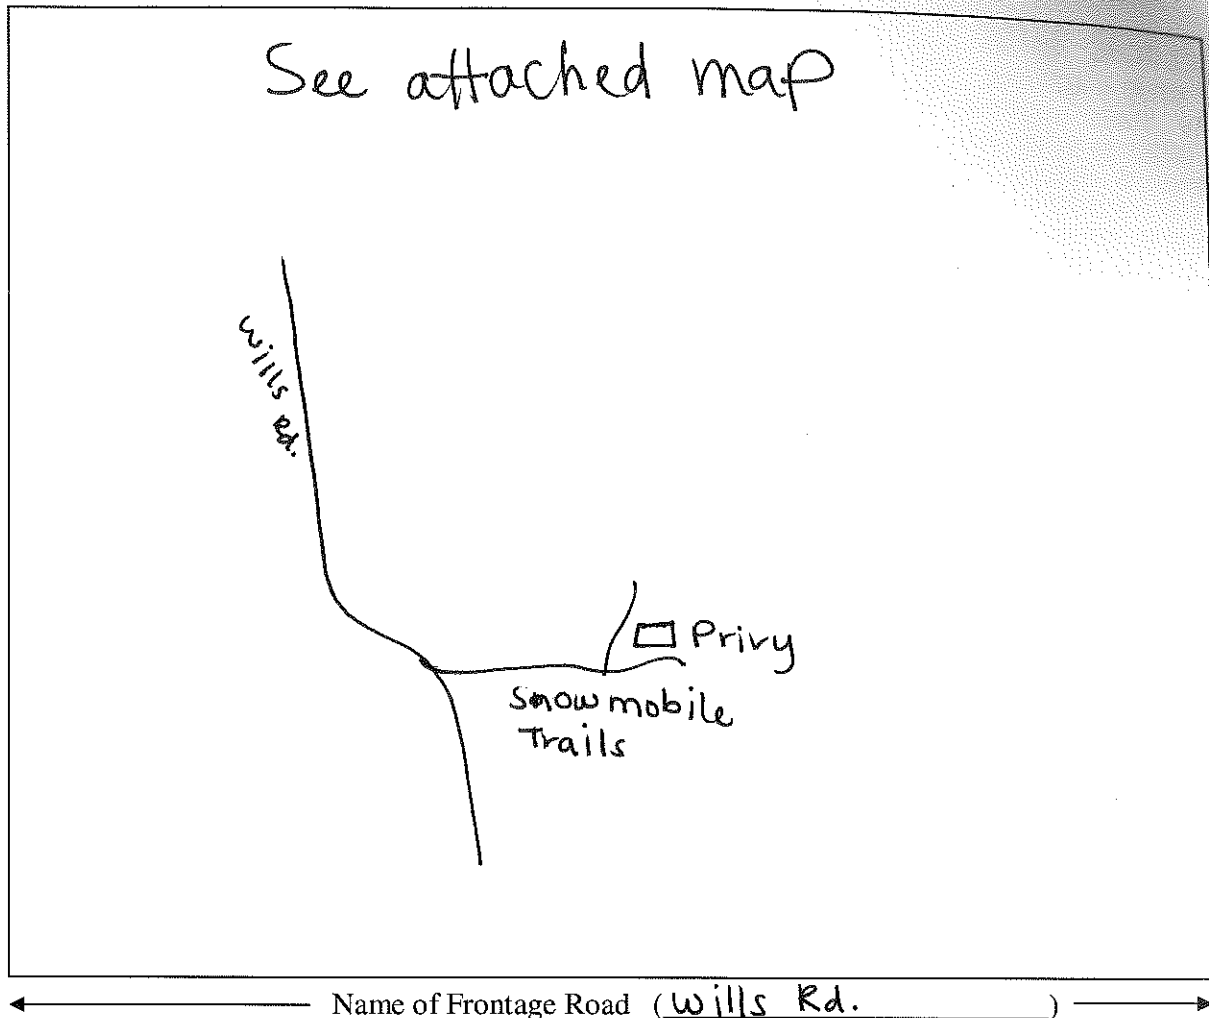 See attached map
Wills
Rd.
Privy
Snowmobile
Trails
Name of Frontage Road (Wills Rd.)